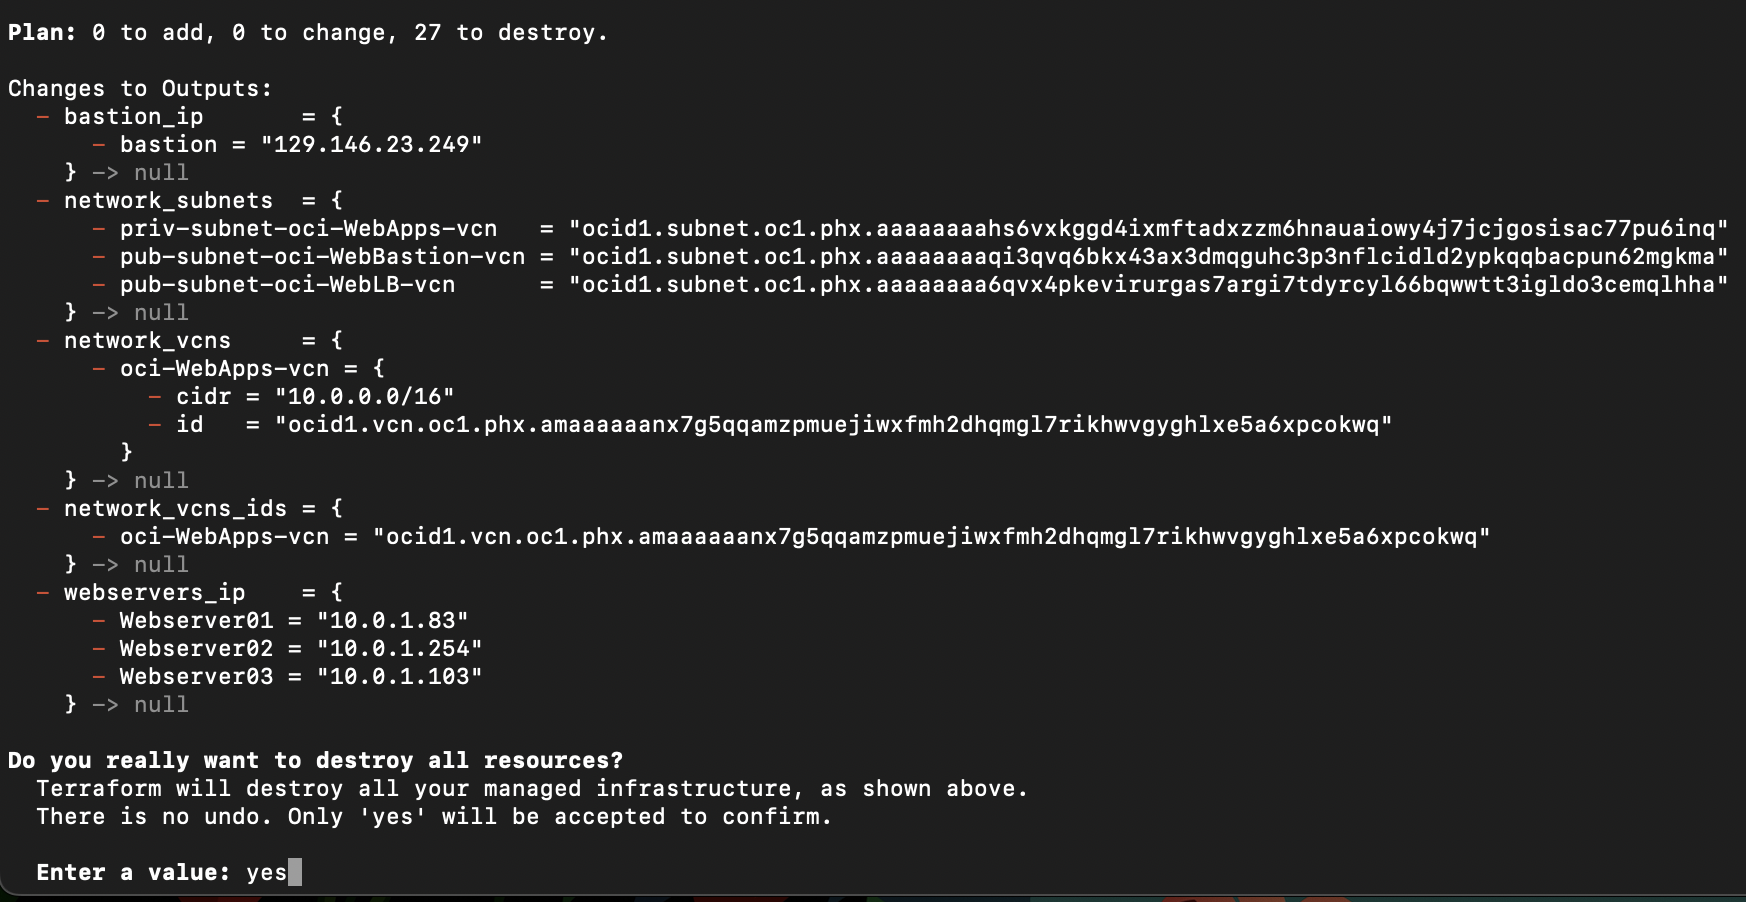 Plan: 0 to add, 0 to change, 27 to destroy.
Changes to Outputs:
  - bastion_ip       = {
      - bastion = "129.146.23.249"
    } -> null
  - network_subnets  = {
      - priv-subnet-oci-WebApps-vcn   = "ocid1.subnet.oc1.phx.aaaaaaaahs6vxkggd4ixmftadxzzm6hnauaiowy4j7jcjgosisac77pu6inq"
      - pub-subnet-oci-WebBastion-vcn = "ocid1.subnet.oc1.phx.aaaaaaaaqi3qvq6bkx43ax3dmqguhc3p3nflcidld2ypkqqbacpun62mgkma"
      - pub-subnet-oci-WebLB-vcn      = "ocid1.subnet.oc1.phx.aaaaaaaa6qvx4pkevirurgas7argi7tdyrcyl66bqwwtt3igldo3cemqlhha"
    } -> null
  - network_vcns     = {
      - oci-WebApps-vcn = {
          - cidr = "10.0.0.0/16"
          - id   = "ocid1.vcn.oc1.phx.amaaaaaanx7g5qqamzpmuejiwxfmh2dhqmgl7rikhwvgyghlxe5a6xpcokwq"
        }
    } -> null
  - network_vcns_ids = {
      - oci-WebApps-vcn = "ocid1.vcn.oc1.phx.amaaaaaanx7g5qqamzpmuejiwxfmh2dhqmgl7rikhwvgyghlxe5a6xpcokwq"
    } -> null
  - webservers_ip    = {
      - Webserver01 = "10.0.1.83"
      - Webserver02 = "10.0.1.254"
      - Webserver03 = "10.0.1.103"
    } -> null
Do you really want to destroy all resources?
  Terraform will destroy all your managed infrastructure, as shown above.
  There is no undo. Only 'yes' will be accepted to confirm.
  Enter a value: yes